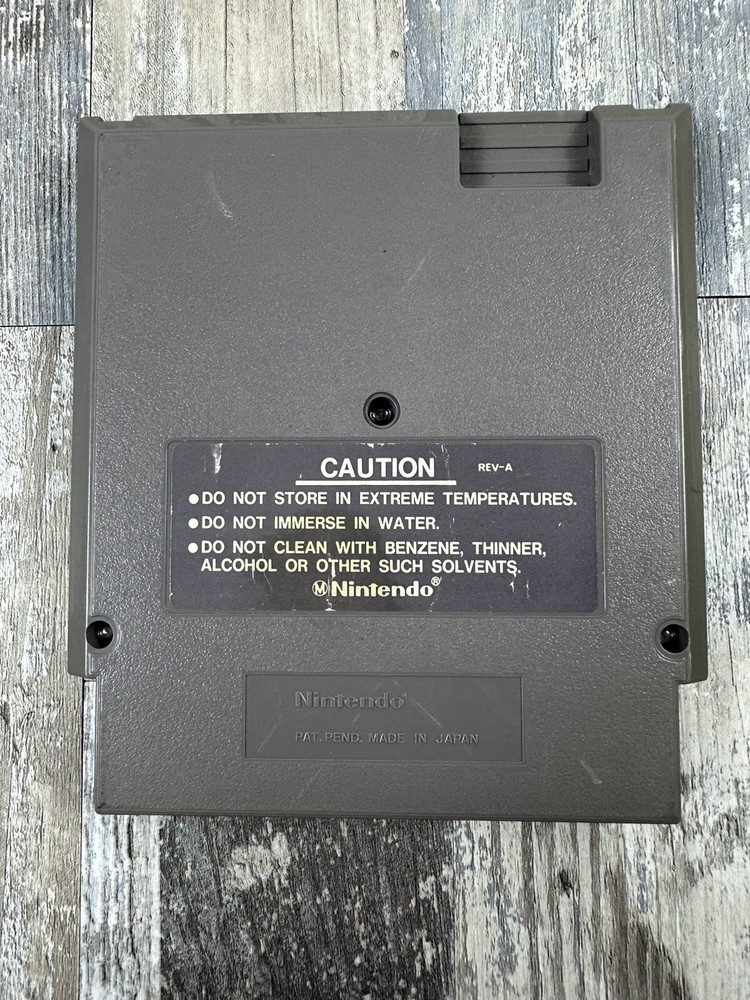 CAUTION REV-A
●DO NOT STORE IN EXTREME TEMPERATURES.
●DO NOT IMMERSE IN WATER.
●DO NOT CLEAN WITH BENZENE, THINNER,
ALCOHOL OR OTHER SUCH SOLVENTS.
ⓂNintendo®
Nintendo®
PAT. PEND. MADE IN JAPAN